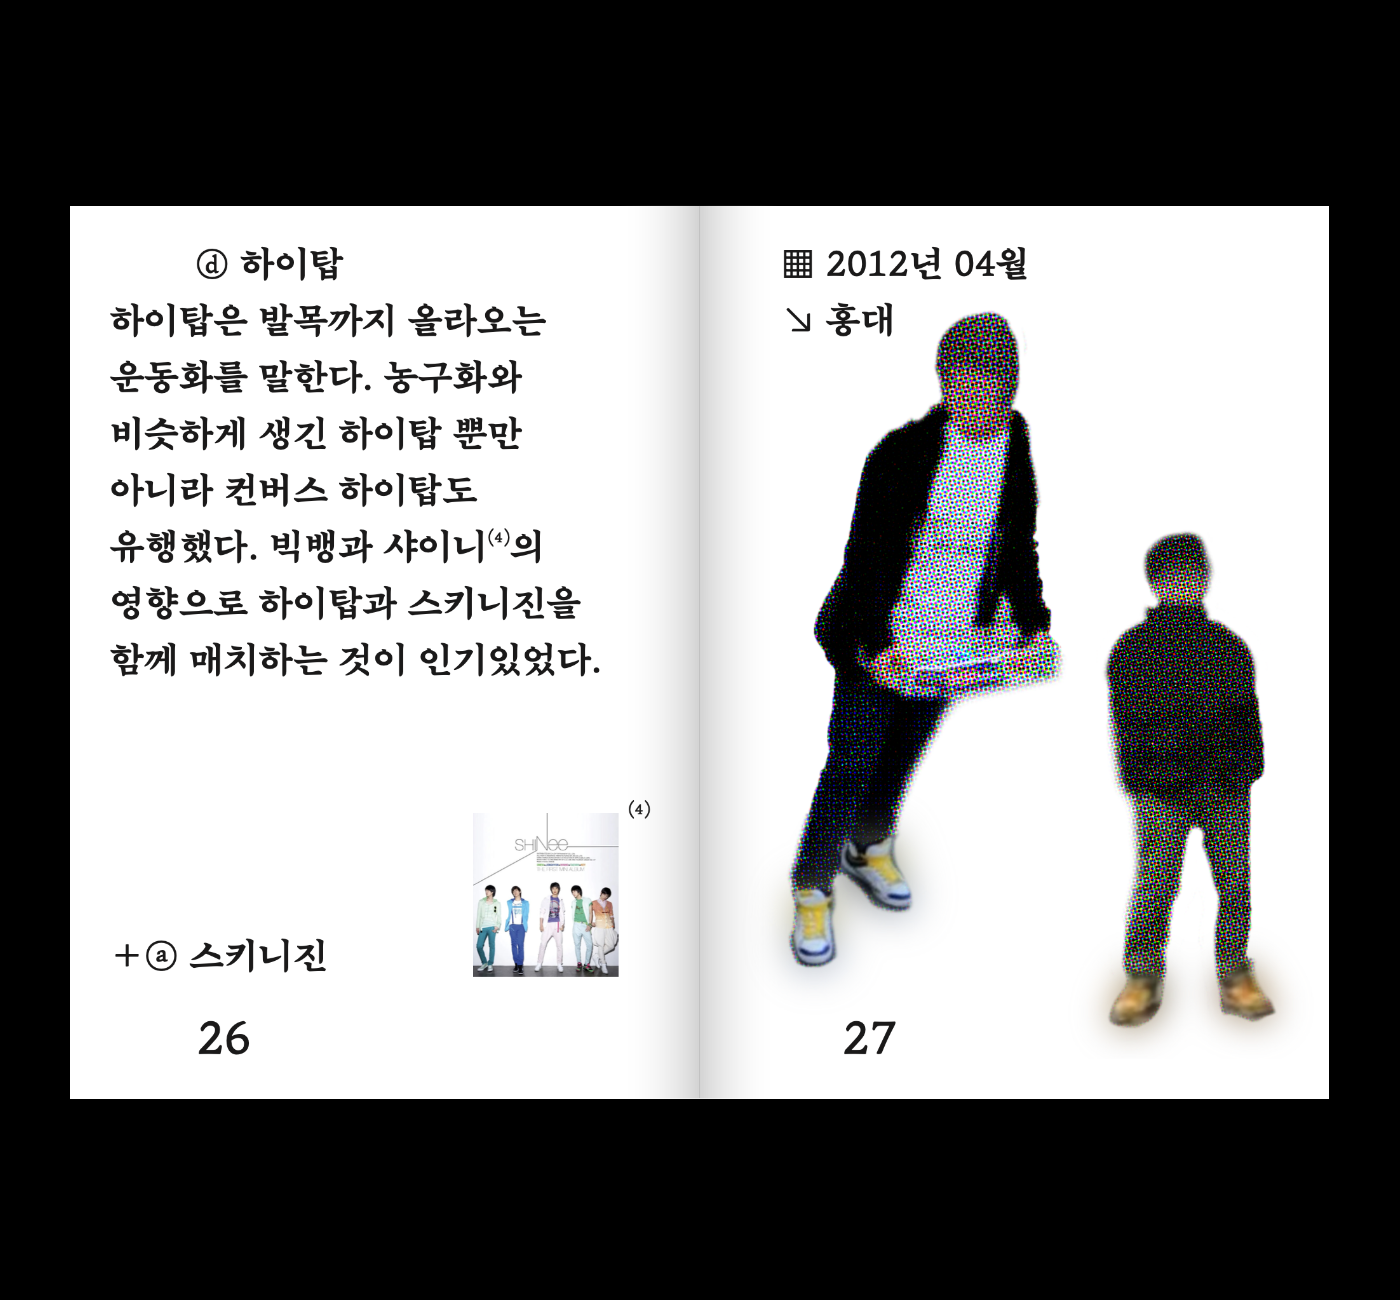 ⓓ 하이탑
하이탑은 발목까지 올라오는
운동화를 말한다. 농구화와
비슷하게 생긴 하이탑 뿐만
아니라 컨버스 하이탑도
유행했다. 빅뱅과 샤이니⁽⁴⁾의
영향으로 하이탑과 스키니진을
함께 매치하는 것이 인기있었다.
(4)
SHINee
THE FIRST MINI ALBUM
+ⓐ 스키니진
26
▦ 2012년 04월
↘ 홍대
27